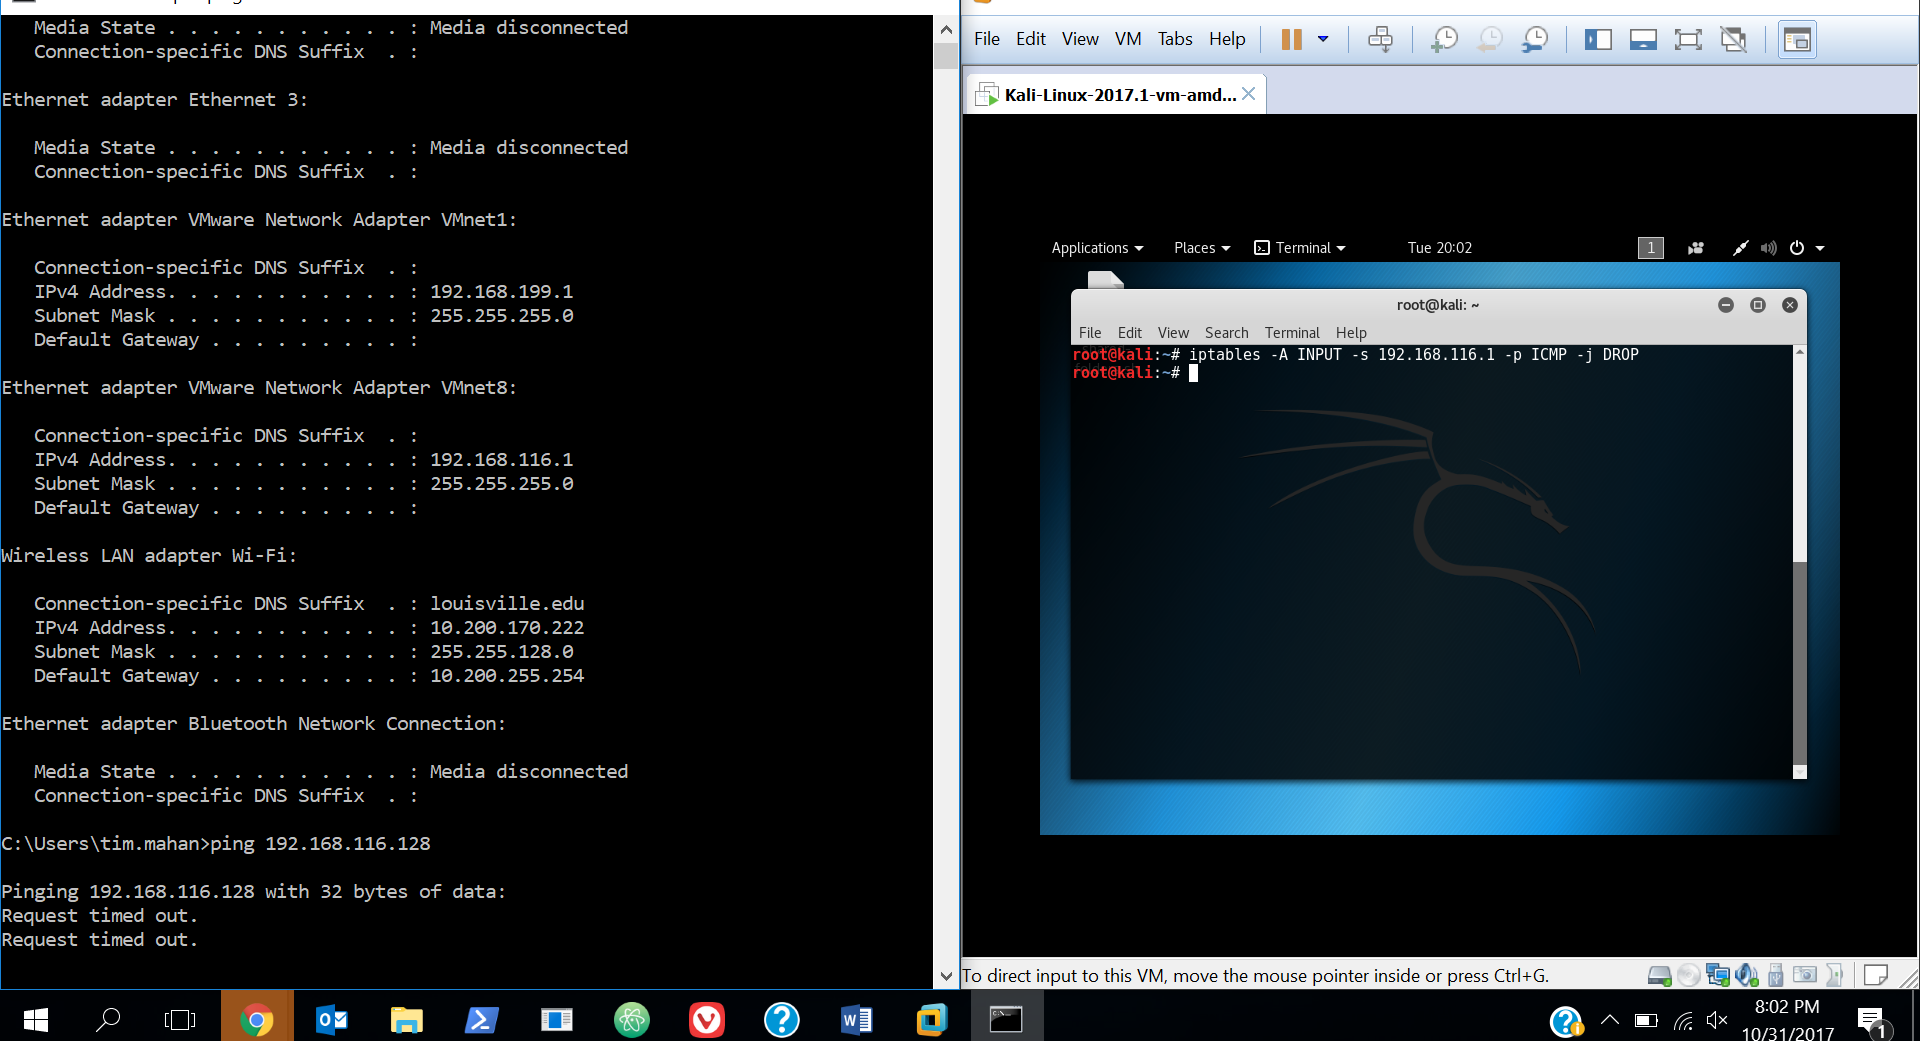 Media State . . . . . . . . . . . : Media disconnected
Connection-specific DNS Suffix  . :
Ethernet adapter Ethernet 3:
Media State . . . . . . . . . . . : Media disconnected
Connection-specific DNS Suffix  . :
Ethernet adapter VMware Network Adapter VMnet1:
Connection-specific DNS Suffix  . :
IPv4 Address. . . . . . . . . . . : 192.168.199.1
Subnet Mask . . . . . . . . . . . : 255.255.255.0
Default Gateway . . . . . . . . . :
Ethernet adapter VMware Network Adapter VMnet8:
Connection-specific DNS Suffix  . :
IPv4 Address. . . . . . . . . . . : 192.168.116.1
Subnet Mask . . . . . . . . . . . : 255.255.255.0
Default Gateway . . . . . . . . . :
Wireless LAN adapter Wi-Fi:
Connection-specific DNS Suffix  . : louisville.edu
IPv4 Address. . . . . . . . . . . : 10.200.170.222
Subnet Mask . . . . . . . . . . . : 255.255.128.0
Default Gateway . . . . . . . . . : 10.200.255.254
Ethernet adapter Bluetooth Network Connection:
Media State . . . . . . . . . . . : Media disconnected
Connection-specific DNS Suffix  . :
C:\Users\tim.mahan>ping 192.168.116.128
Pinging 192.168.116.128 with 32 bytes of data:
Request timed out.
Request timed out.
File Edit View VM Tabs Help
Kali-Linux-2017.1-vm-amd...
Applications Places Terminal Tue 20:02 1
root@kali: ~
File Edit View Search Terminal Help
root@kali:~# iptables -A INPUT -s 192.168.116.1 -p ICMP -j DROP
root@kali:~#
To direct input to this VM, move the mouse pointer inside or press Ctrl+G.
8:02 PM
10/31/2017
1